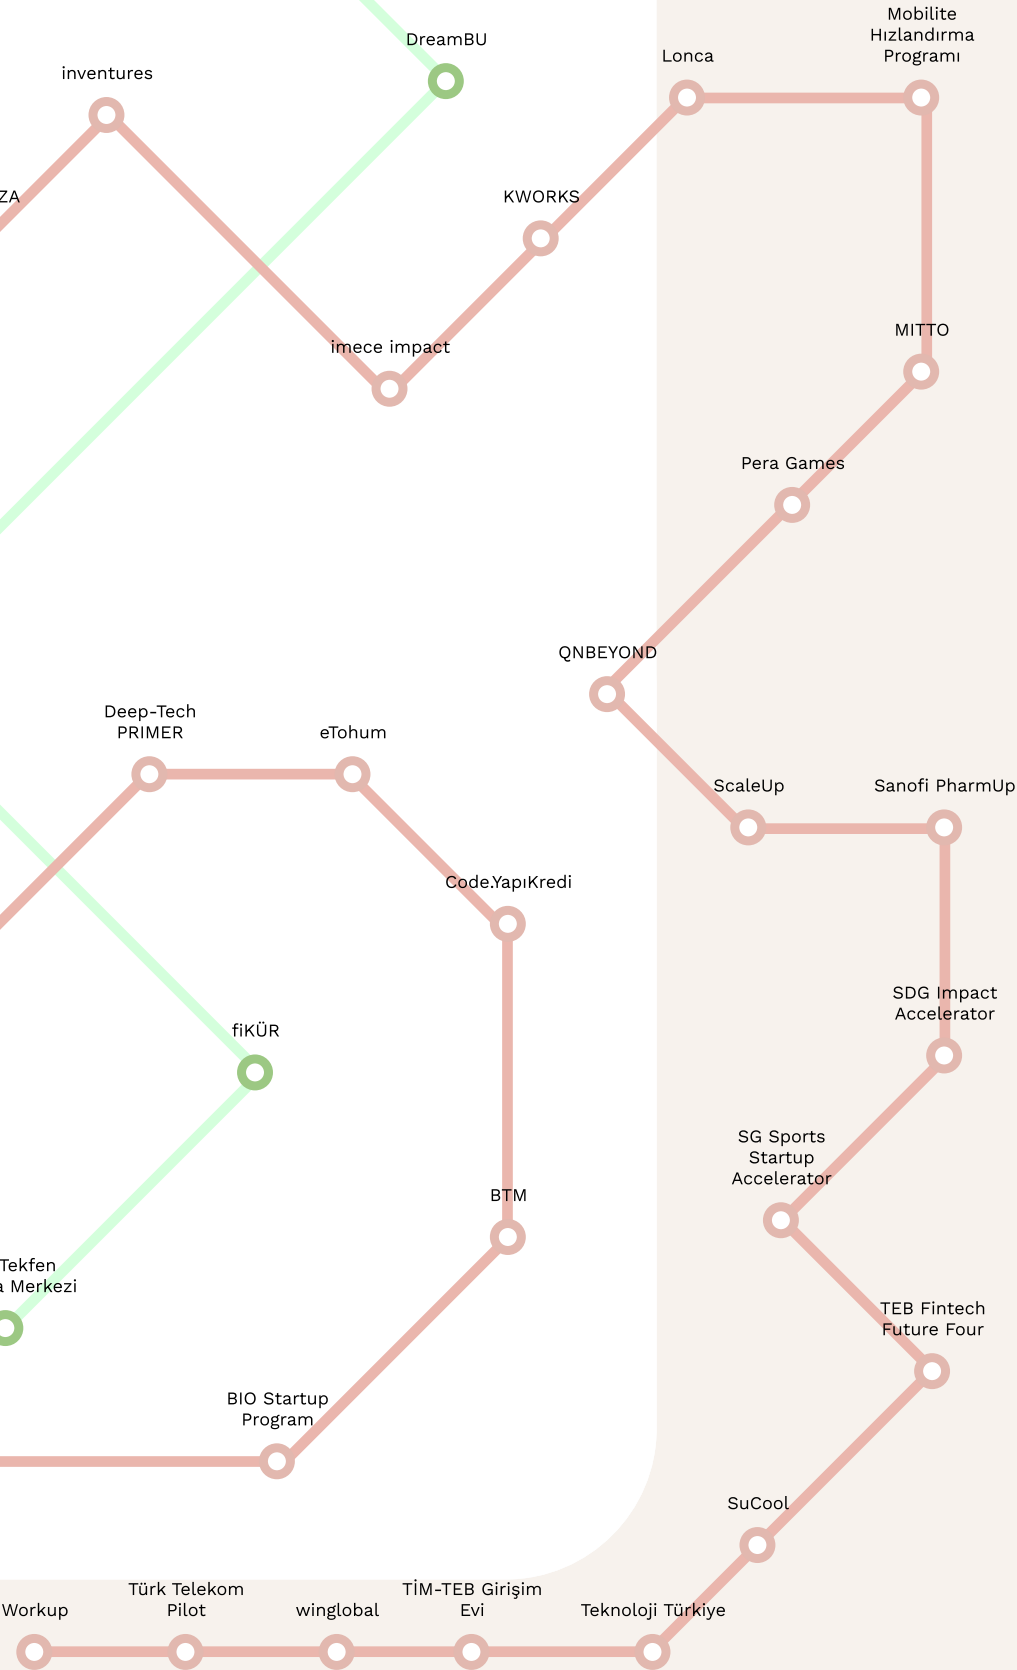 Mobilite
Hızlandırma
Programı
DreamBU
Lonca
inventures
ZA
KWORKS
MITTO
imece impact
Pera Games
QNBEYOND
Deep-Tech
PRIMER
eTohum
ScaleUp
Sanofi PharmUp
Code.YapıKredi
SDG Impact
Accelerator
fiKÜR
SG Sports
Startup
Accelerator
BTM
Tekfen
a Merkezi
TEB Fintech
Future Four
BIO Startup
Program
SuCool
Workup
Türk Telekom
Pilot
winglobal
TİM-TEB Girişim
Evi
Teknoloji Türkiye